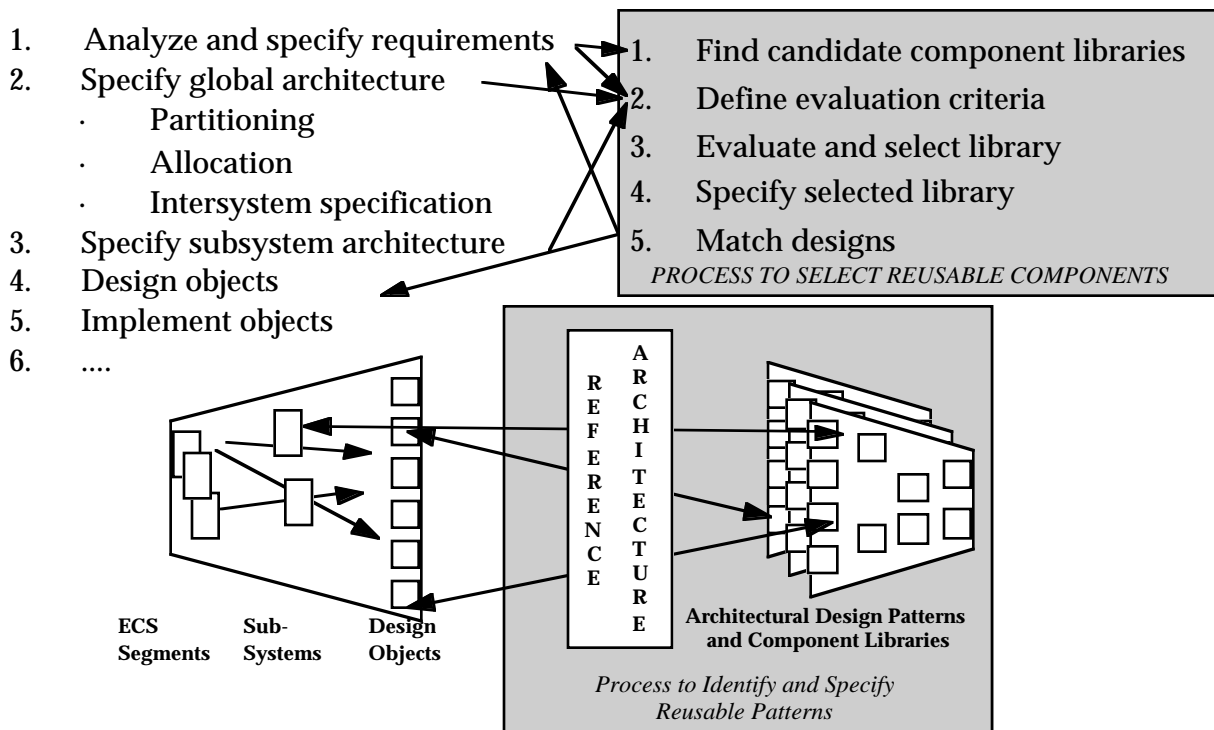 1. Analyze and specify requirements
2. Specify global architecture
· Partitioning
· Allocation
· Intersystem specification
3. Specify subsystem architecture
4. Design objects
5. Implement objects
6. ....
1. Find candidate component libraries
2. Define evaluation criteria
3. Evaluate and select library
4. Specify selected library
5. Match designs
PROCESS TO SELECT REUSABLE COMPONENTS
REFERENCE
ARCHITECTURE
ECS
Segments
Sub-
Systems
Design
Objects
Architectural Design Patterns
and Component Libraries
Process to Identify and Specify
Reusable Patterns